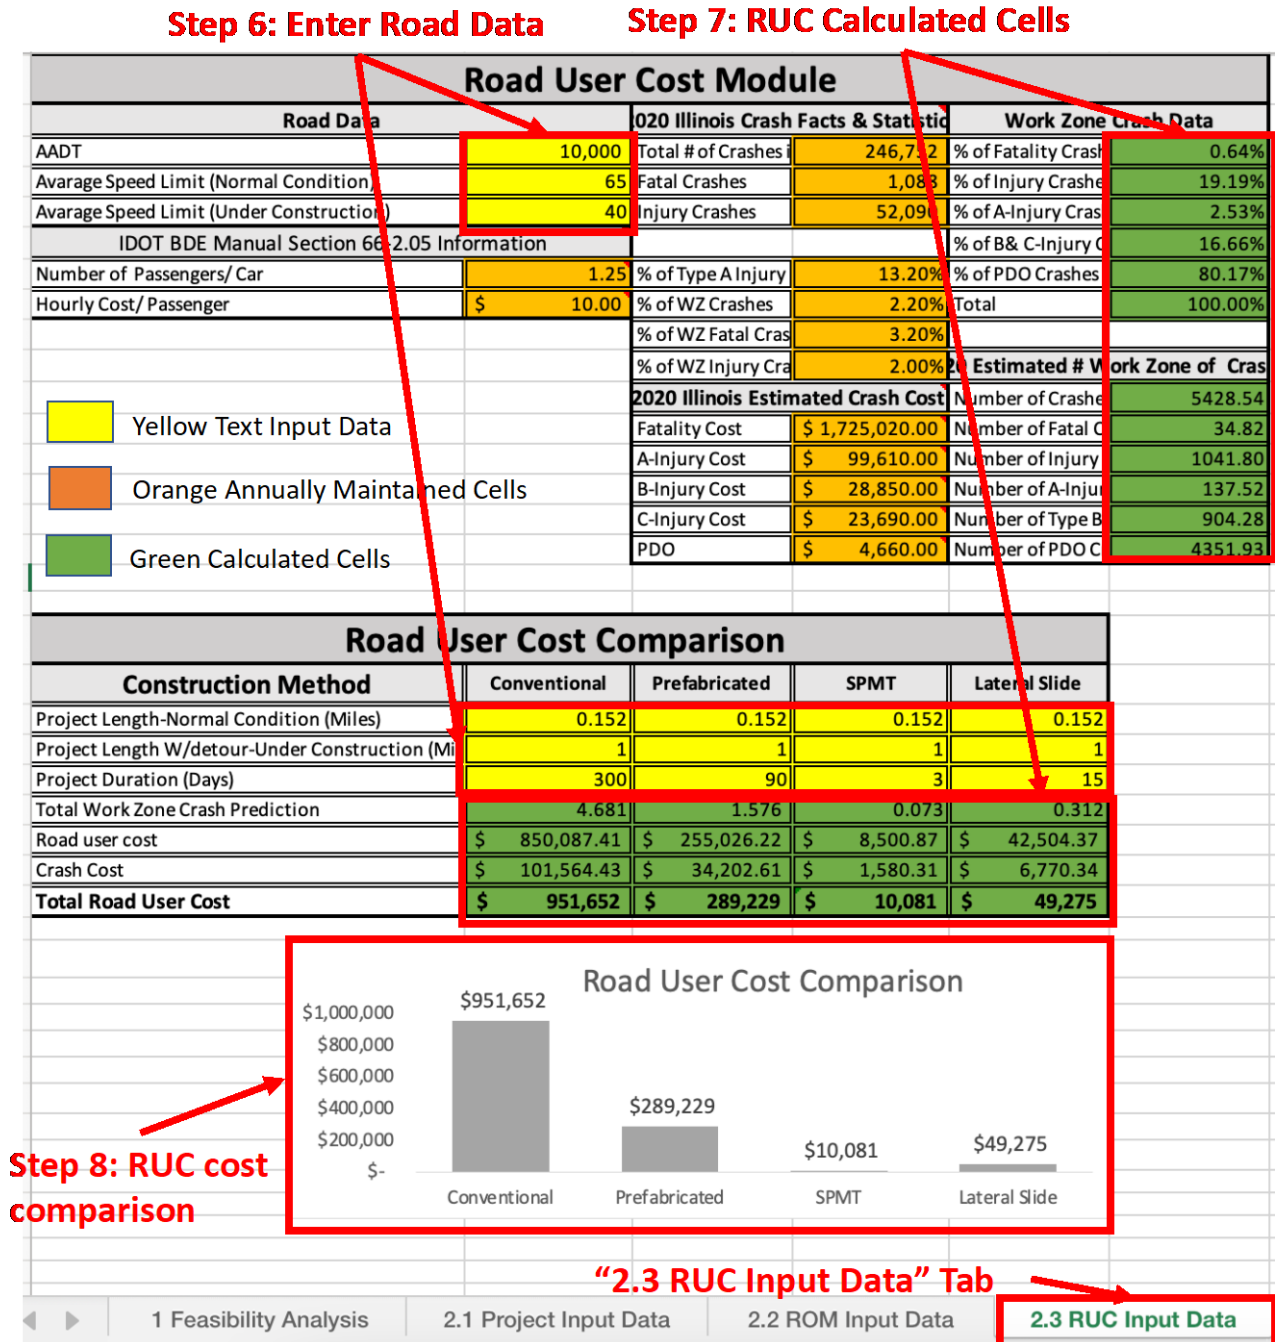 Step 6: Enter Road Data
Step 7: RUC Calculated Cells
Road User Cost Module
Road Data
2020 Illinois Crash Facts & Statistic
Work Zone Crash Data
AADT 10,000 Total # of Crashes i 246,752 % of Fatality Crash 0.64%
Avarage Speed Limit (Normal Condition) 65 Fatal Crashes 1,088 % of Injury Crashe 19.19%
Avarage Speed Limit (Under Construction) 40 Injury Crashes 52,090 % of A-Injury Cras 2.53%
IDOT BDE Manual Section 66-2.05 Information % of B& C-Injury C 16.66%
Number of Passengers/ Car 1.25 % of Type A Injury 13.20% % of PDO Crashes 80.17%
Hourly Cost/ Passenger $ 10.00 % of WZ Crashes 2.20% Total 100.00%
% of WZ Fatal Cras 3.20%
% of WZ Injury Cra 2.00% 20 Estimated # Work Zone of Cras
2020 Illinois Estimated Crash Cost Number of Crashe 5428.54
Fatality Cost $ 1,725,020.00 Number of Fatal C 34.82
A-Injury Cost $ 99,610.00 Number of Injury 1041.80
B-Injury Cost $ 28,850.00 Number of A-Inju 137.52
C-Injury Cost $ 23,690.00 Number of Type B 904.28
PDO $ 4,660.00 Number of PDO C 4351.93
Yellow Text Input Data
Orange Annually Maintained Cells
Green Calculated Cells
Road User Cost Comparison
Construction Method Conventional Prefabricated SPMT Lateral Slide
Project Length-Normal Condition (Miles) 0.152 0.152 0.152 0.152
Project Length W/detour-Under Construction (Mi 1 1 1 1
Project Duration (Days) 300 90 3 15
Total Work Zone Crash Prediction 4.681 1.576 0.073 0.312
Road user cost $ 850,087.41 $ 255,026.22 $ 8,500.87 $ 42,504.37
Crash Cost $ 101,564.43 $ 34,202.61 $ 1,580.31 $ 6,770.34
Total Road User Cost $ 951,652 $ 289,229 $ 10,081 $ 49,275
Road User Cost Comparison
$1,000,000
$800,000
$600,000
$400,000
$200,000
$-
$951,652
$289,229
$10,081
$49,275
Conventional Prefabricated SPMT Lateral Slide
Step 8: RUC cost
comparison
“2.3 RUC Input Data” Tab
1 Feasibility Analysis 2.1 Project Input Data 2.2 ROM Input Data 2.3 RUC Input Data